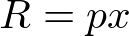 R = px